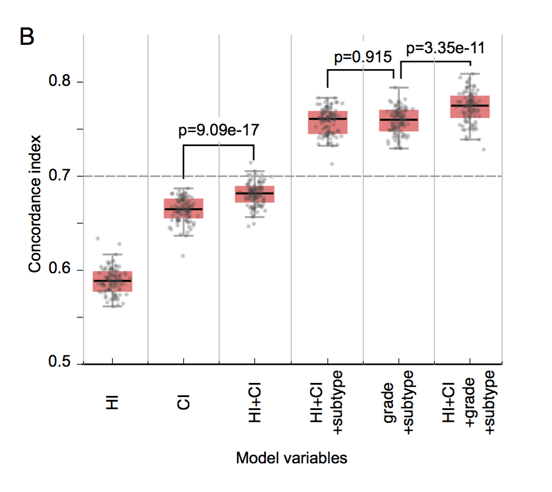 B
p=0.915
p=3.35e-11
0.8
p=9.09e-17
0.7
0.6
0.5
Concordance index
HI
CI
HI+CI
HI+CI
+subtype
grade
+subtype
HI+CI
+grade
+subtype
Model variables